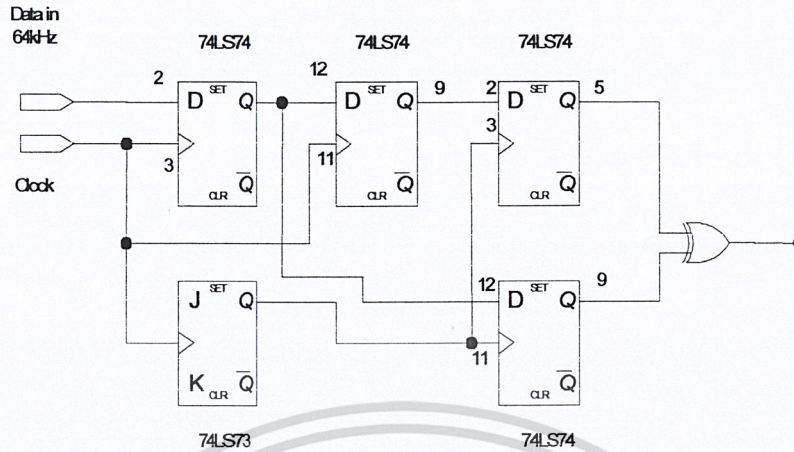 Data in
64kHz
74LS74 74LS74 74LS74
2 D SET Q 12 D SET Q 9 2 D SET Q 5
3 11 3
Clock
CLR Q CLR Q CLR Q
J SET Q 12 D SET Q 9
11
K CLR Q CLR Q
74LS73 74LS74